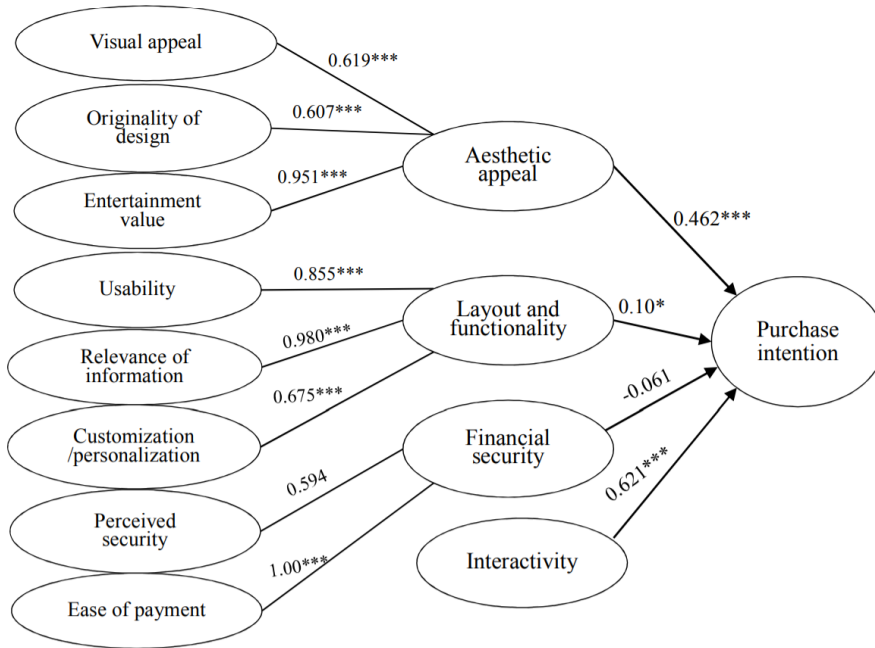 Visual appeal
0.619***
Originality of
design
0.607***
Aesthetic
appeal
Entertainment
value
0.951***
0.462***
Usability
0.855***
Layout and
functionality
0.10*
Purchase
intention
Relevance of
information
0.980***
-0.061
Customization
/personalization
0.675***
Financial
security
0.594
0.621***
Perceived
security
Interactivity
1.00***
Ease of payment